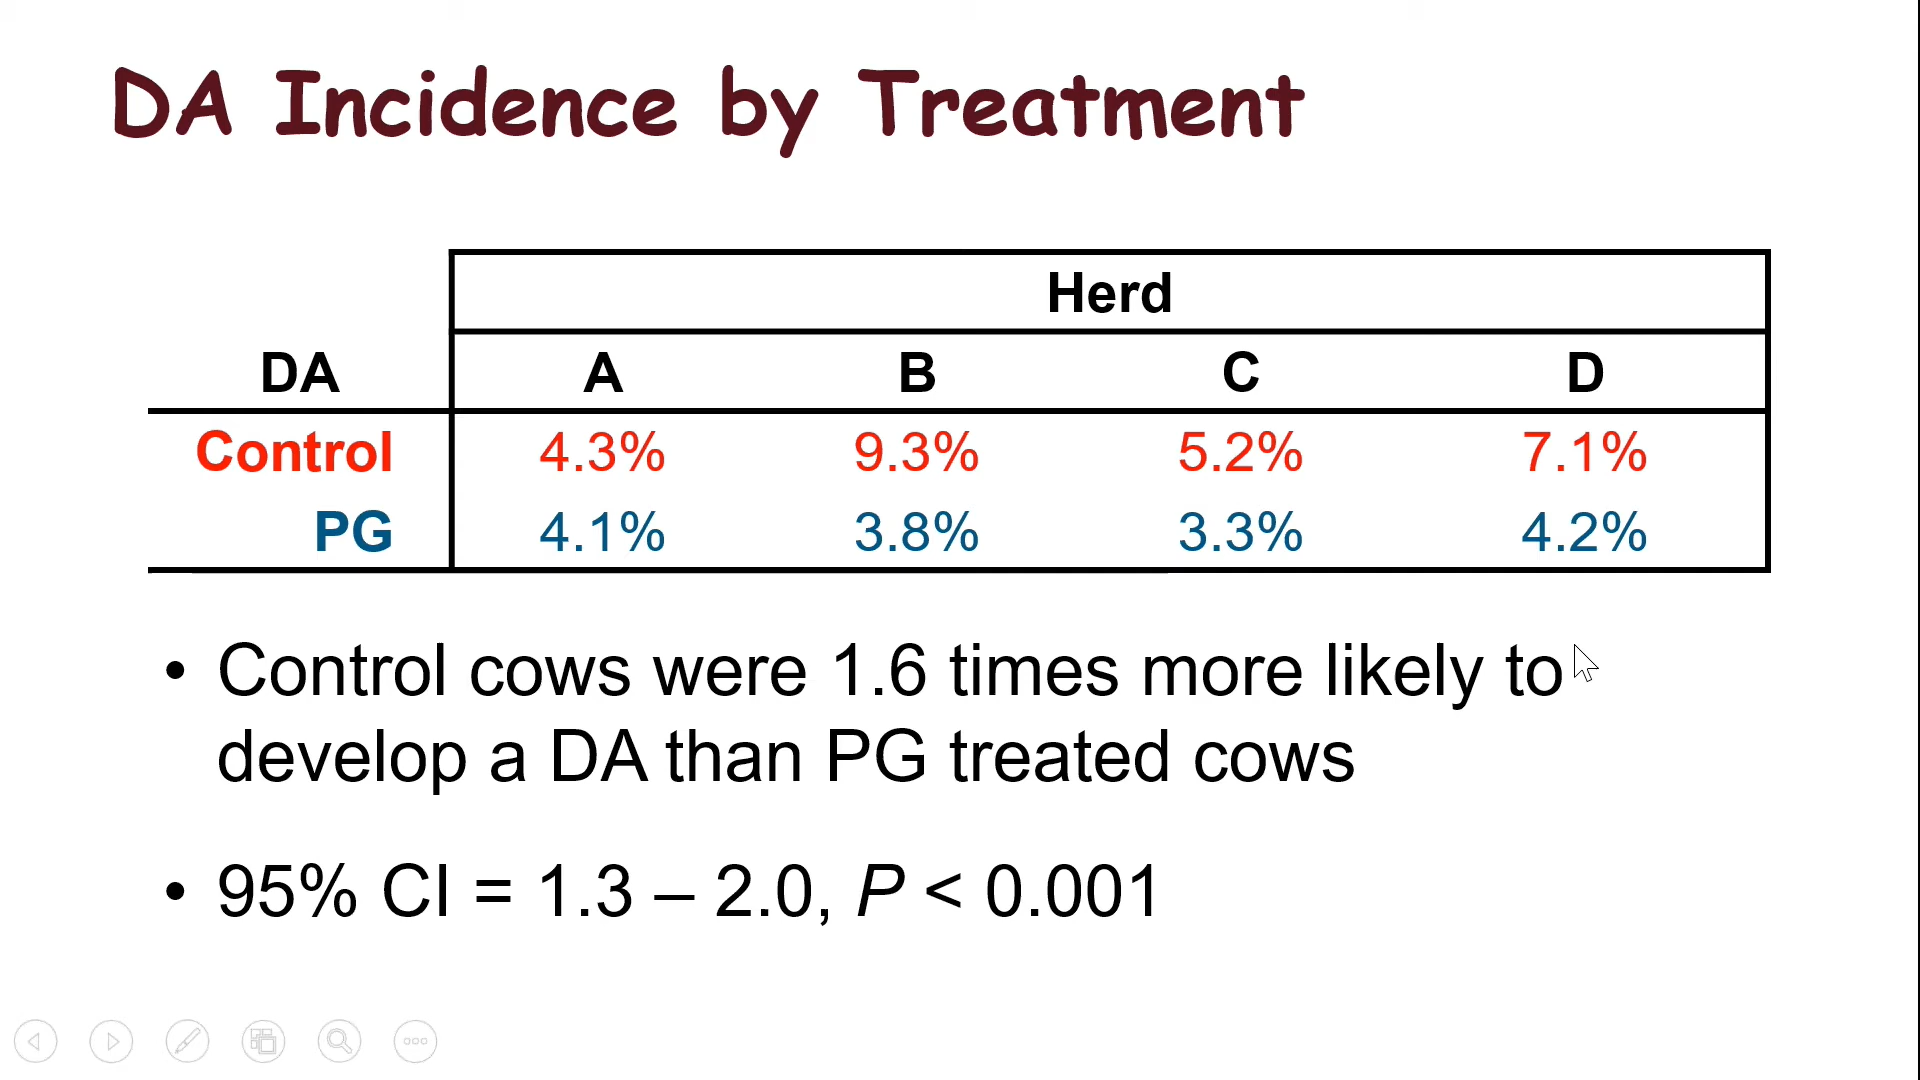 DA Incidence by Treatment
Herd
DA A B C D
Control 4.3% 9.3% 5.2% 7.1%
PG 4.1% 3.8% 3.3% 4.2%
• Control cows were 1.6 times more likely to
develop a DA than PG treated cows
• 95% CI = 1.3 – 2.0, P < 0.001